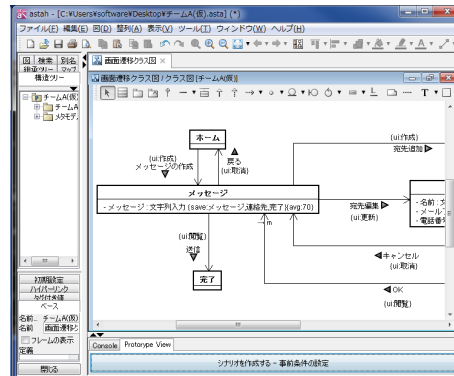 astah - [C:¥Users¥software¥Desktop¥チームA(仮).asta] (*)
ファイル(F) 編集(E) 図(D) 整列(A) 表示(V) ツール(T) ウィンドウ(W) ヘルプ(H)
図 検索 別名
構造ツリー マップ
構造ツリー
チームA(仮)
チームA
メタモデ
画面遷移クラス図
画面遷移クラス図 / クラス図 [チームA(仮)]
ホーム
(ui:作成)
メッセージの作成
戻る
(ui:取消)
(ui:作成)
宛先追加
メッセージ
- メッセージ : 文字列入力 {save:メッセージ,連絡先,完了}{avg:70}
宛先編集
(ui:更新)
- 名前 : 文
- メール
- 電話番号
m
(ui:閲覧)
送信
キャンセル
(ui:取消)
完了
OK
(ui:閲覧)
初期設定
ハイパーリンク
タグ付き値
ベース
名前... チームA(仮)
名前 画面遷移ク
フレームの表示
定義
閉じる
Console Prototype View
シナリオを作成する - 事前条件の設定